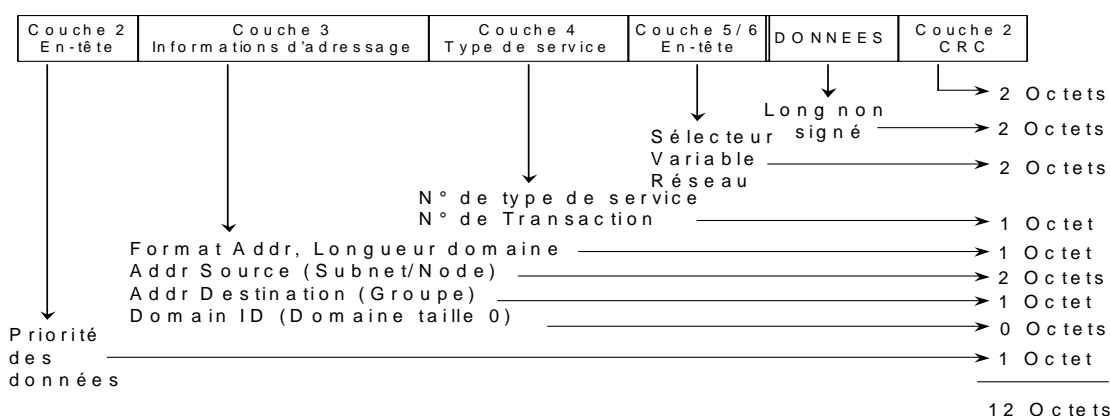 Couche 2 Couche 3 Couche 4 Couche 5/6 DONNEES Couche 2
En-tête Informations d'adressage Type de service En-tête CRC
2 Octets
Long non
signé 2 Octets
Sélecteur
Variable 2 Octets
Réseau
N° de type de service
N° de Transaction 1 Octet
Format Addr, Longueur domaine 1 Octet
Addr Source (Subnet/Node) 2 Octets
Addr Destination (Groupe) 1 Octet
Domain ID (Domaine taille 0) 0 Octets
Priorité
des 1 Octet
données
12 Octets